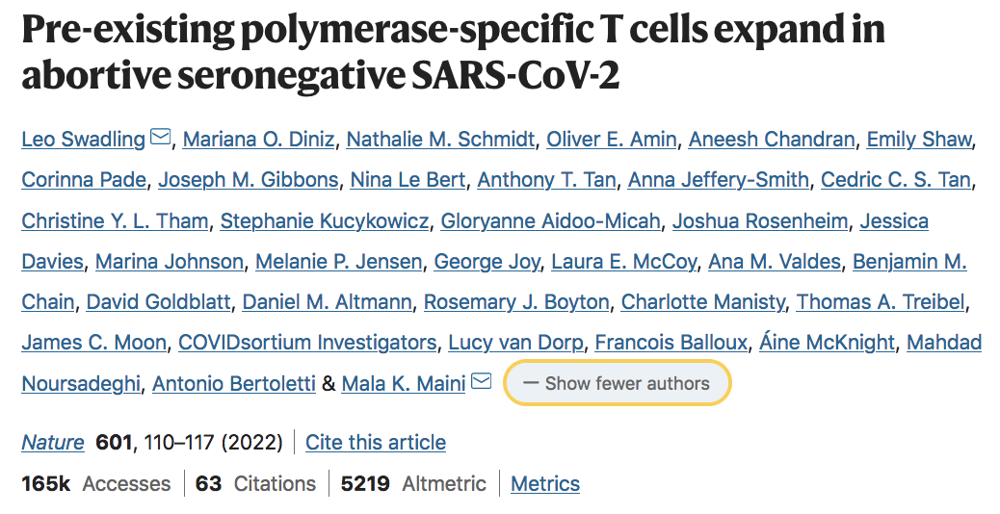 Pre-existing polymerase-specific T cells expand in
abortive seronegative SARS-CoV-2
Leo Swadling, Mariana O. Diniz, Nathalie M. Schmidt, Oliver E. Amin, Aneesh Chandran, Emily Shaw,
Corinna Pade, Joseph M. Gibbons, Nina Le Bert, Anthony T. Tan, Anna Jeffery-Smith, Cedric C. S. Tan,
Christine Y. L. Tham, Stephanie Kucykowicz, Gloryanne Aidoo-Micah, Joshua Rosenheim, Jessica
Davies, Marina Johnson, Melanie P. Jensen, George Joy, Laura E. McCoy, Ana M. Valdes, Benjamin M.
Chain, David Goldblatt, Daniel M. Altmann, Rosemary J. Boyton, Charlotte Manisty, Thomas A. Treibel,
James C. Moon, COVIDsortium Investigators, Lucy van Dorp, Francois Balloux, Áine McKnight, Mahdad
Noursadeghi, Antonio Bertoletti & Mala K. Maini — Show fewer authors
Nature 601, 110–117 (2022) | Cite this article
165k Accesses | 63 Citations | 5219 Altmetric | Metrics